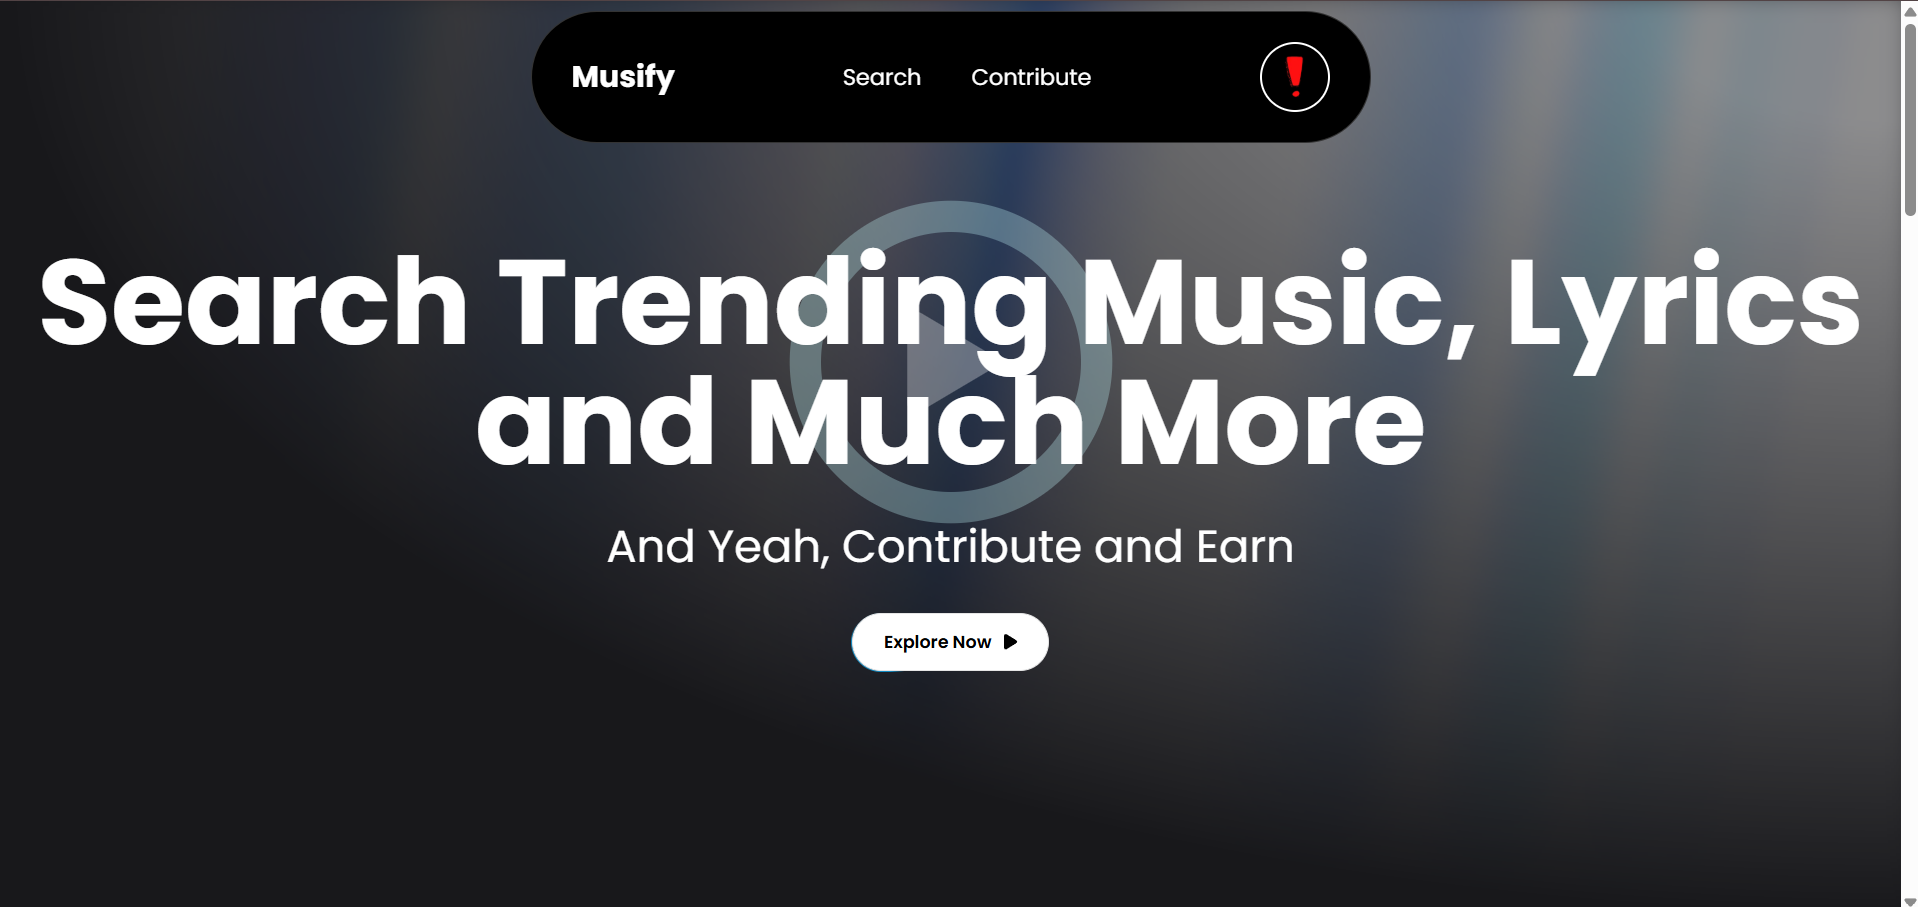 Musify
Search
Contribute
Search Trending Music, Lyrics
and Much More
And Yeah, Contribute and Earn
Explore Now